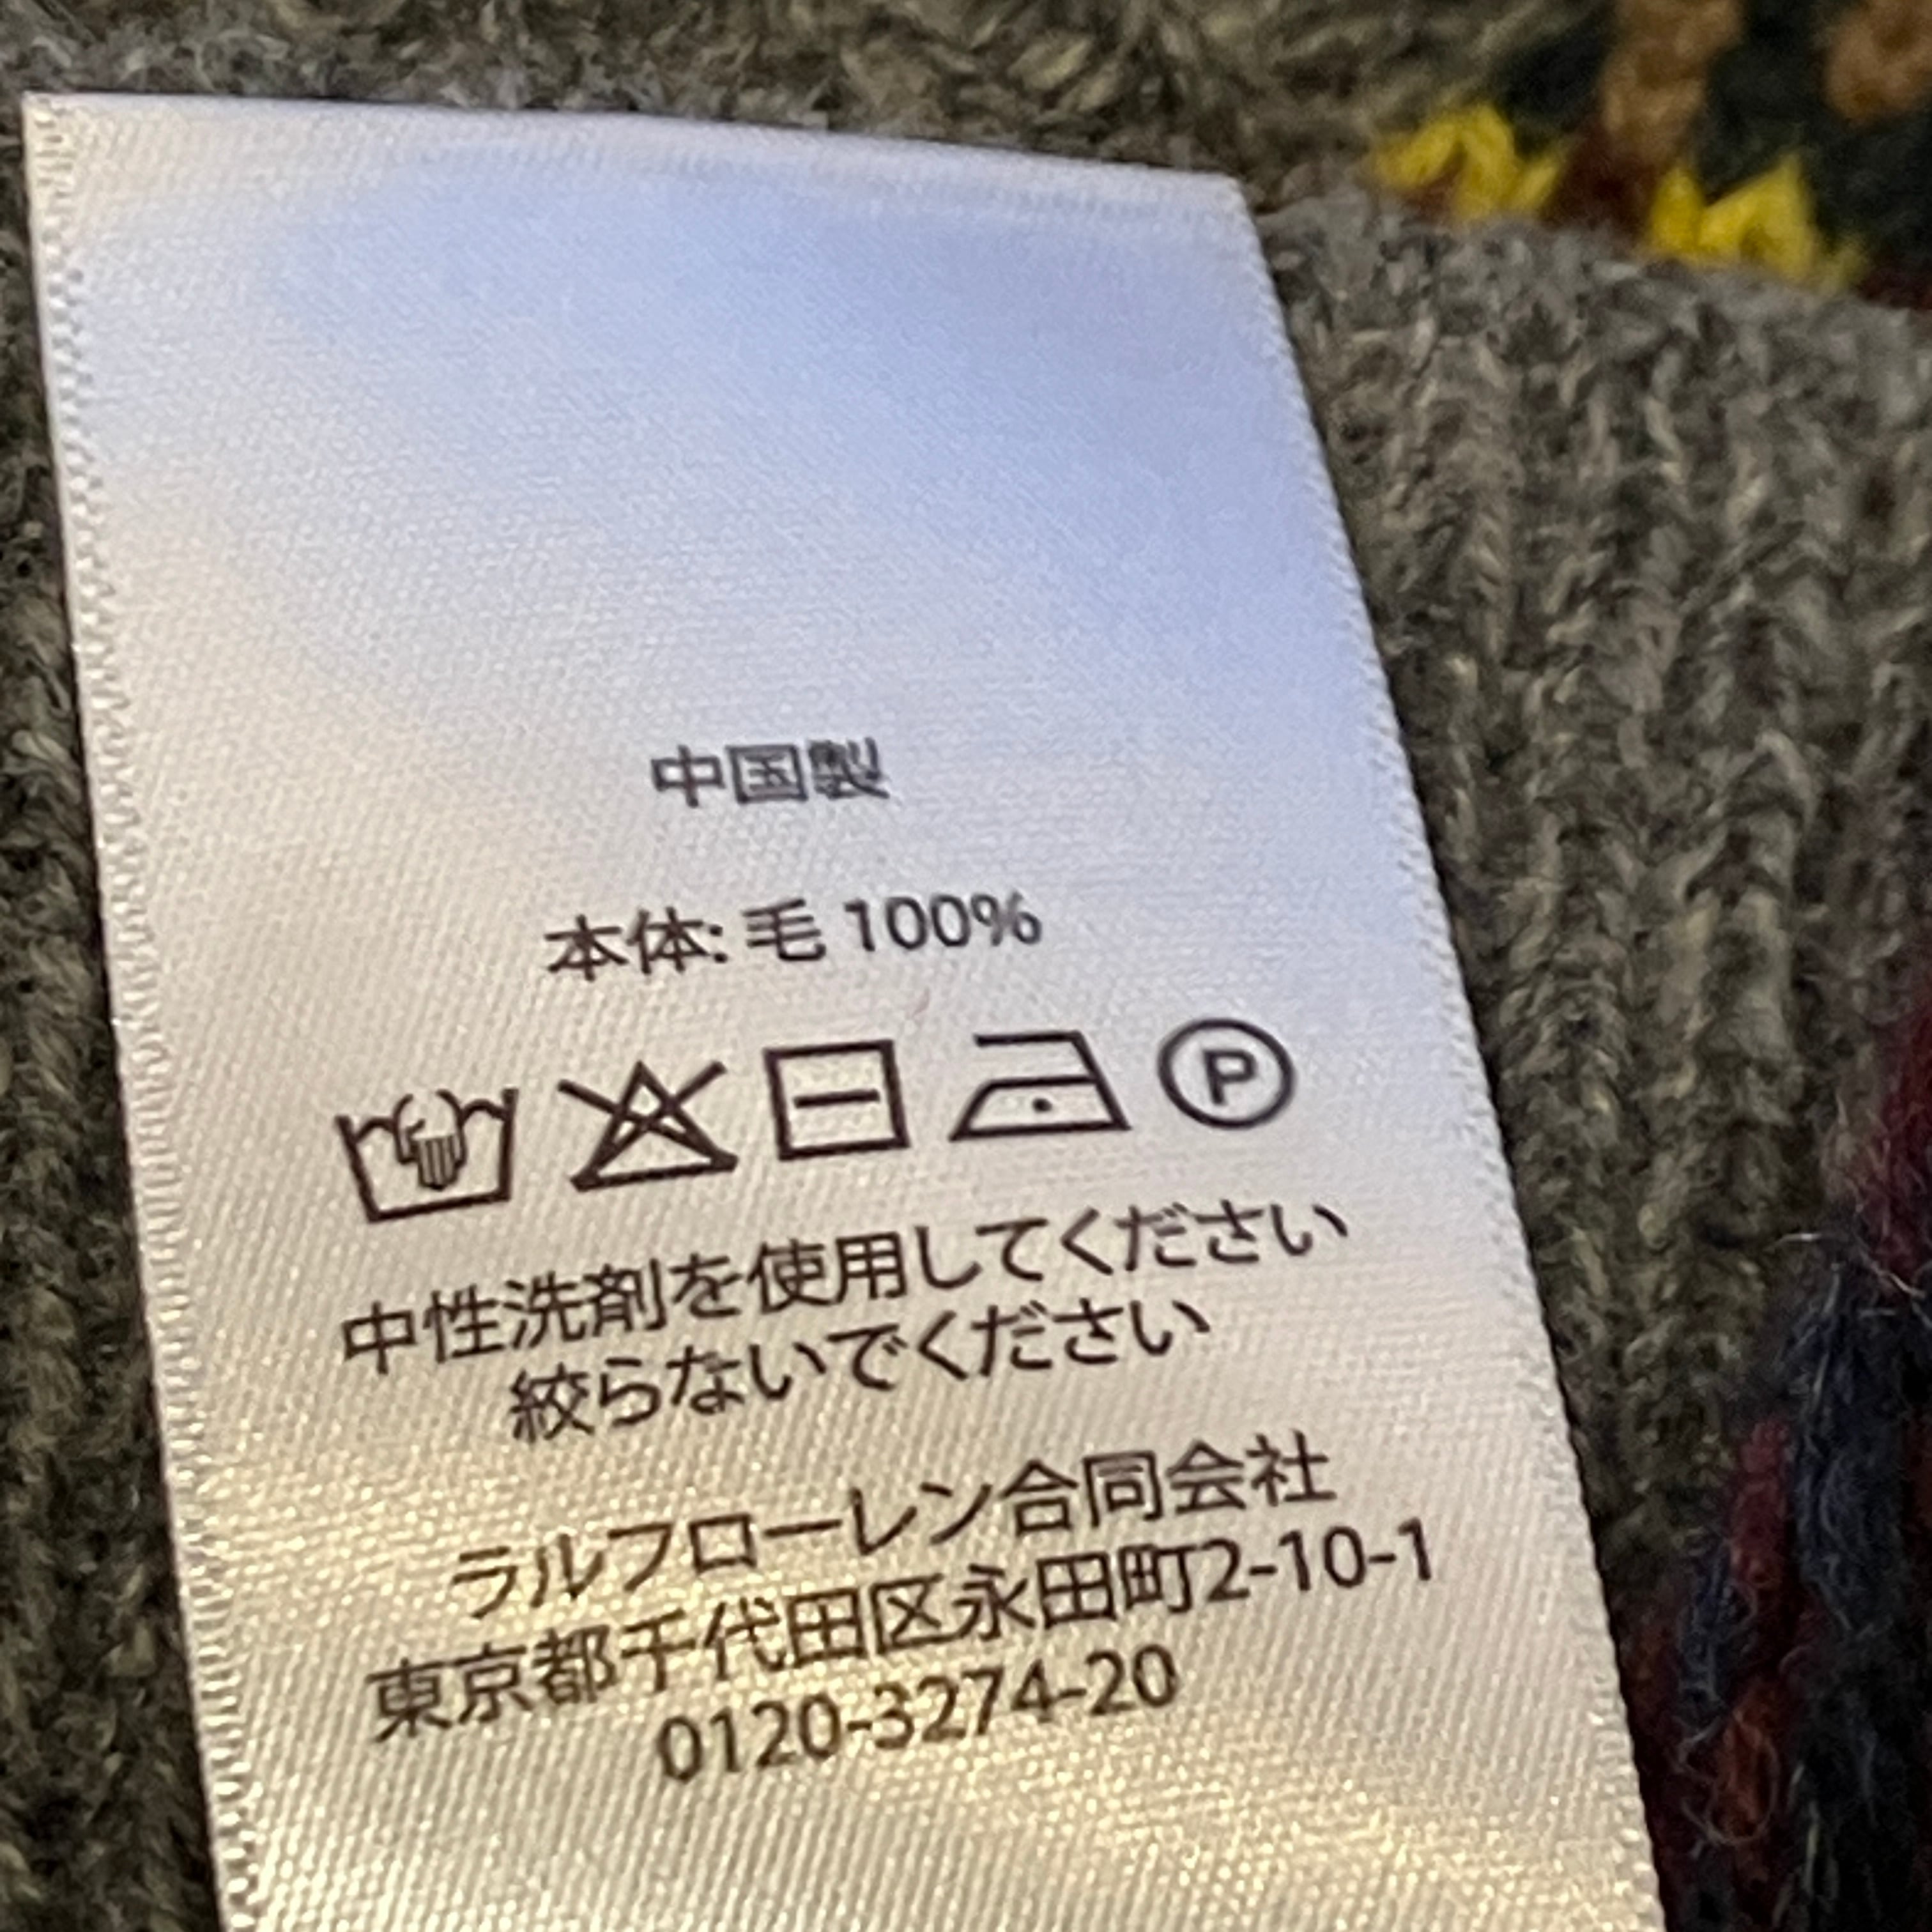 中国製
本体: 毛 100%
P
中性洗剤を使用してください
絞らないでください
ラルフローレン合同会社
東京都千代田区永田町2-10-1
0120-3274-20